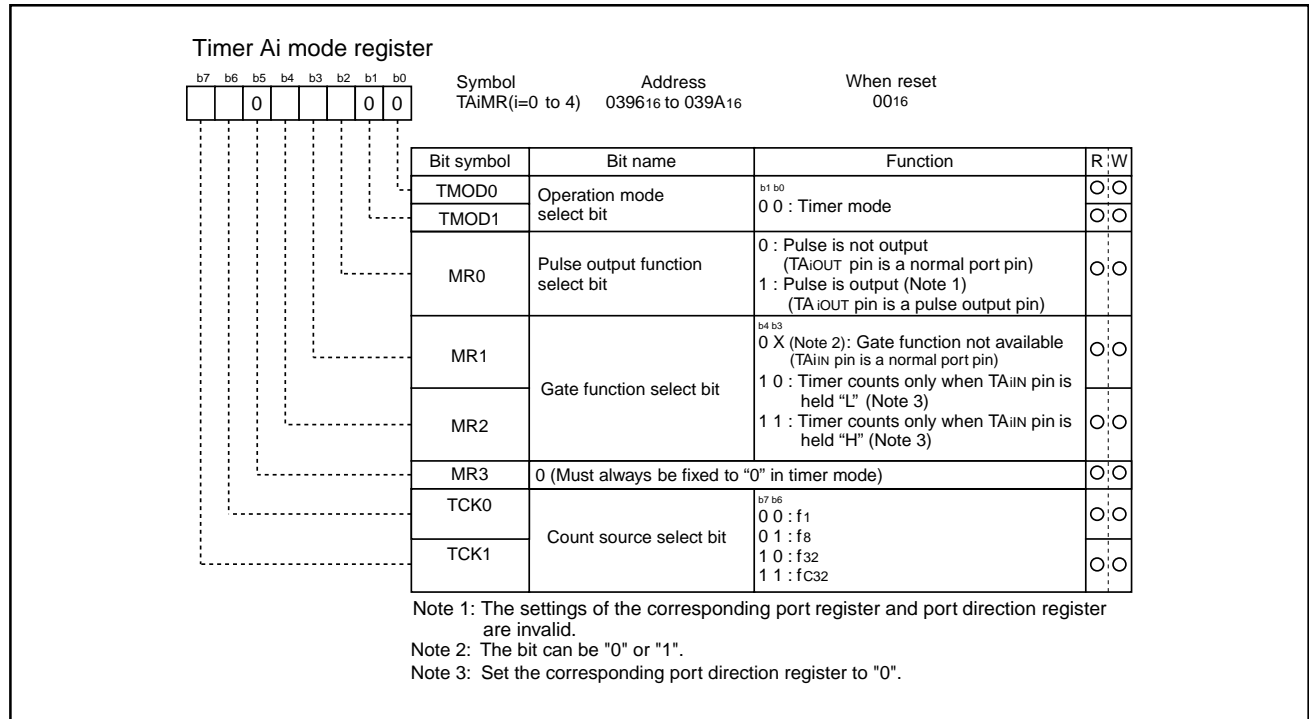 Timer Ai mode register
b7 b6 b5 b4 b3 b2 b1 b0
0 0 0
Symbol Address When reset
TAiMR(i=0 to 4) 039616 to 039A16 0016
Bit symbol Bit name Function R W
TMOD0
TMOD1
Operation mode
select bit
b1 b0
0 0 : Timer mode
MR0
Pulse output function
select bit
0 : Pulse is not output
(TAiOUT pin is a normal port pin)
1 : Pulse is output (Note 1)
(TAiOUT pin is a pulse output pin)
MR1
MR2
Gate function select bit
b4 b3
0 X (Note 2): Gate function not available
(TAiIN pin is a normal port pin)
1 0 : Timer counts only when TAiIN pin is
held “L” (Note 3)
1 1 : Timer counts only when TAiIN pin is
held “H” (Note 3)
MR3 0 (Must always be fixed to “0” in timer mode)
TCK0
TCK1
Count source select bit
b7 b6
0 0 : f1
0 1 : f8
1 0 : f32
1 1 : fC32
Note 1: The settings of the corresponding port register and port direction register
are invalid.
Note 2: The bit can be "0" or "1".
Note 3: Set the corresponding port direction register to "0".